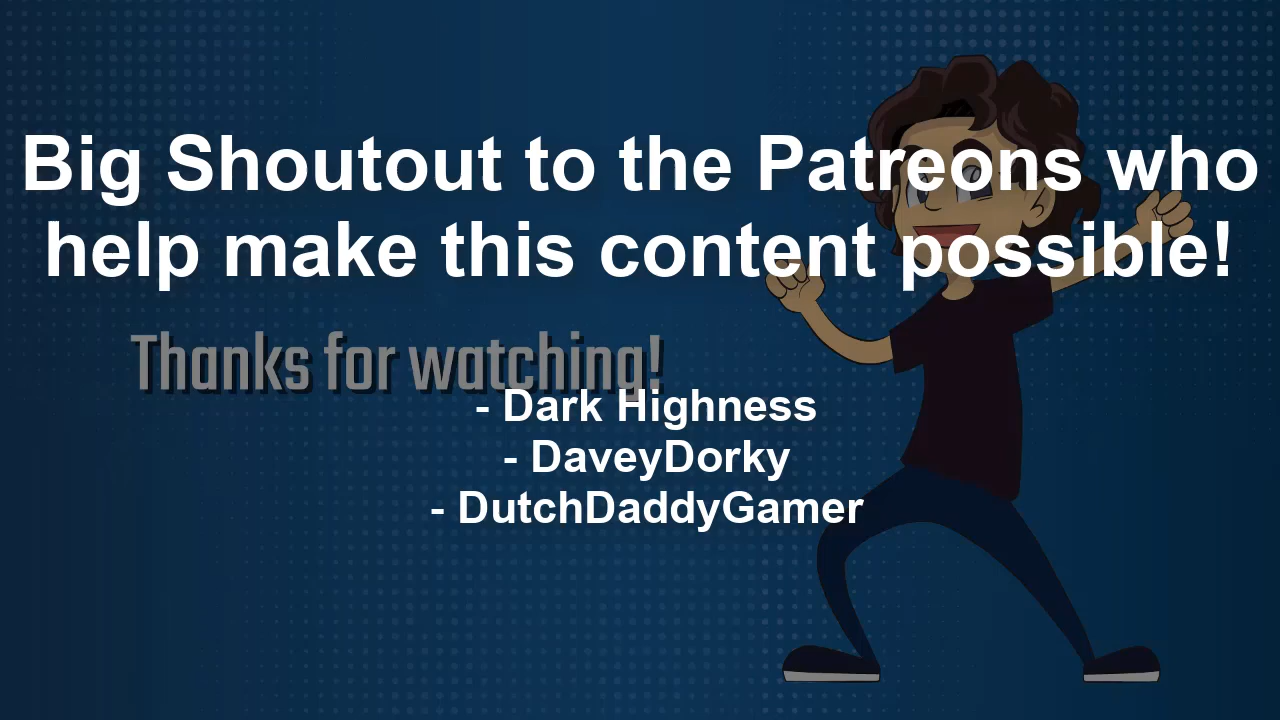 Big Shoutout to the Patreons who
help make this content possible!
Thanks for watching!
- Dark Highness
- DaveyDorky
- DutchDaddyGamer